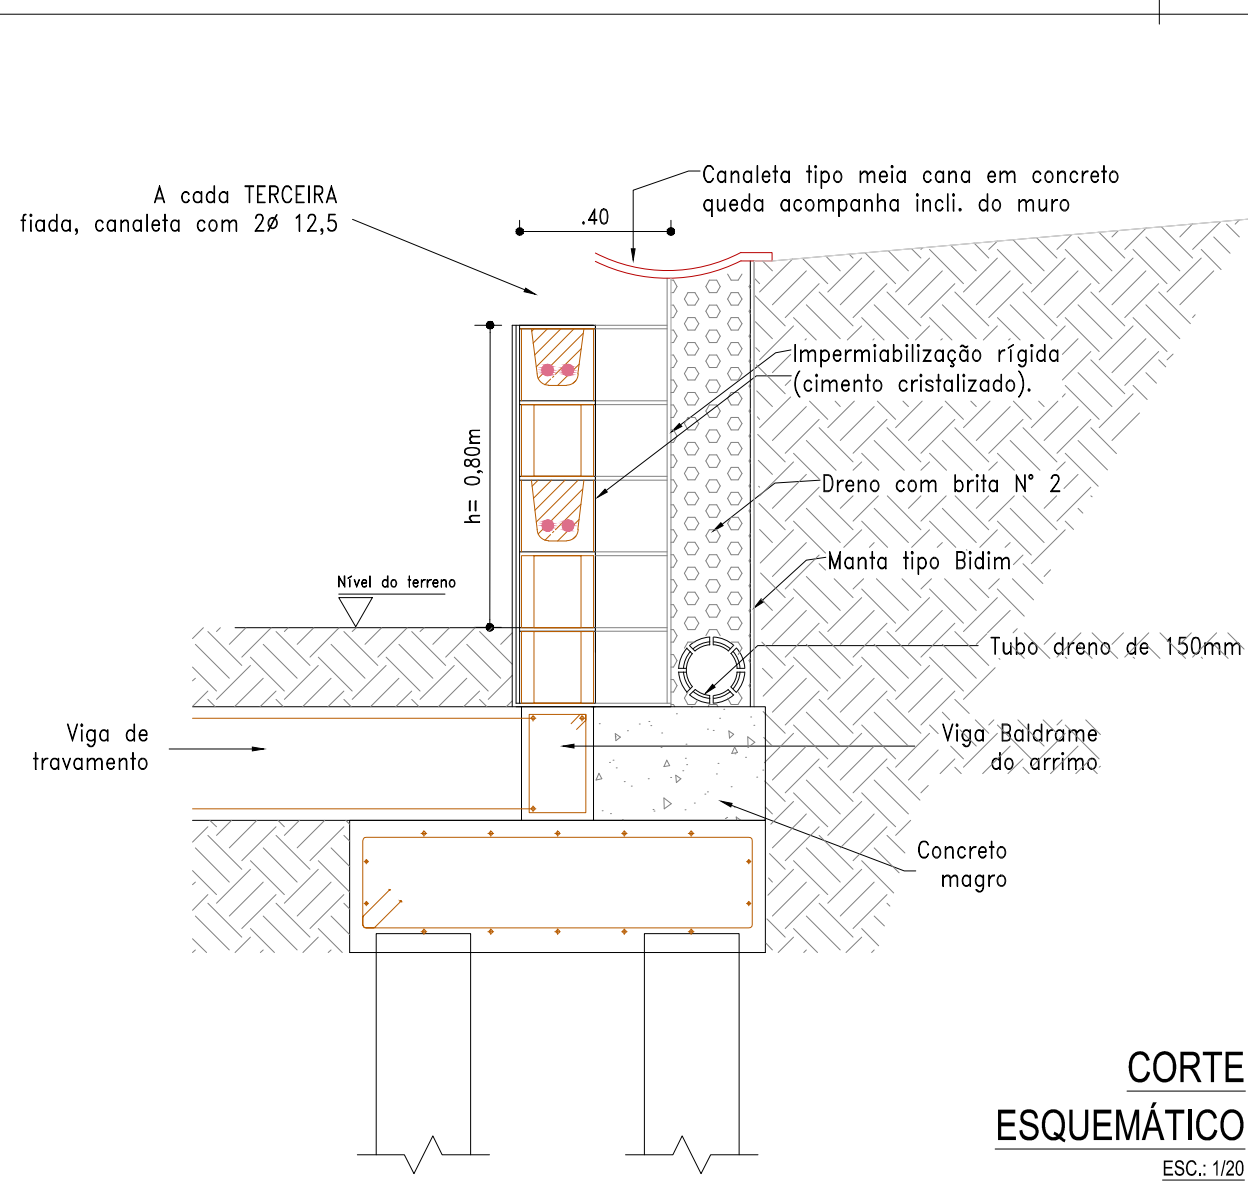 Canaleta tipo meia cana em concreto
queda acompanha incli. do muro
A cada TERCEIRA
fiada, canaleta com 2ø 12,5
.40
Impermiabilização rígida
(cimento cristalizado).
h= 0,80m
Dreno com brita N° 2
Manta tipo Bidim
Nível do terreno
Tubo dreno de 150mm
Viga de
travamento
Viga Baldrame
do arrimo
Concreto
magro
CORTE
ESQUEMÁTICO
ESC.: 1/20